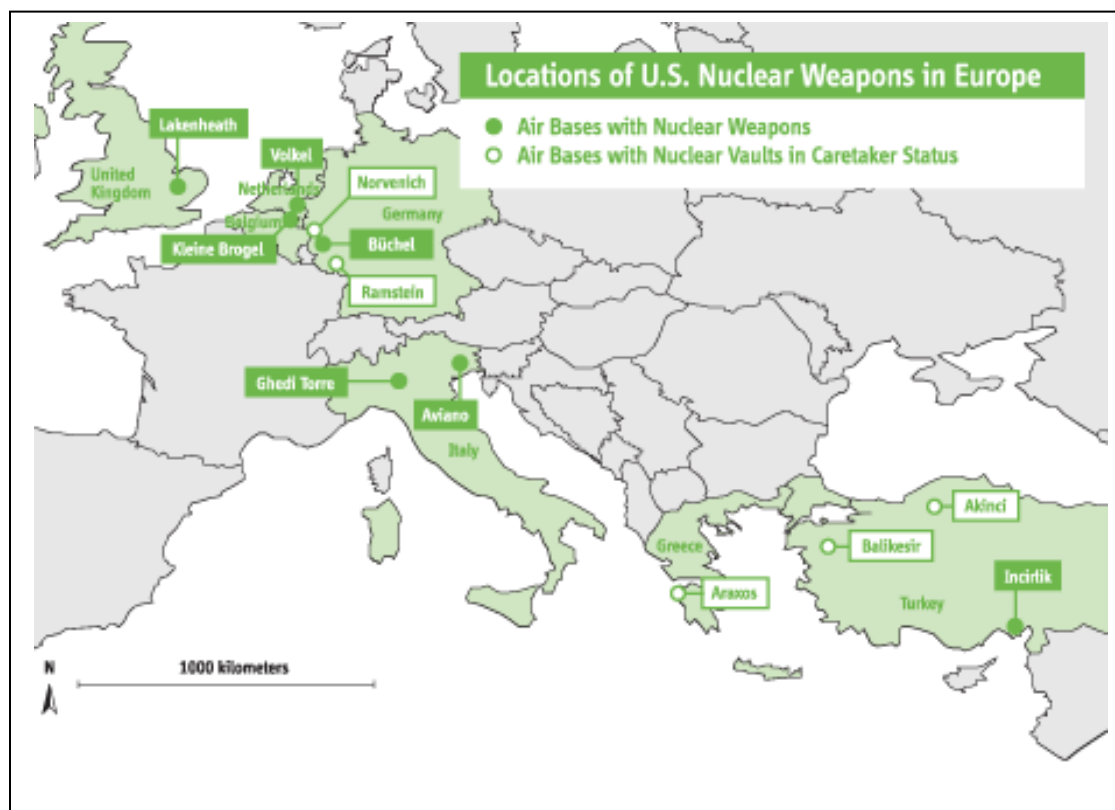 Locations of U.S. Nuclear Weapons in Europe
Air Bases with Nuclear Weapons
Air Bases with Nuclear Vaults in Caretaker Status
Lakenheath
Volkel
United
Kingdom
Netherlands
Norvenich
Germany
Belgium
Kleine Brogel
Büchel
Ramstein
Ghedi Torre
Aviano
Italy
Akinci
Greece
Balikesir
Incirlik
Araxos
Turkey
N
1000 kilometers